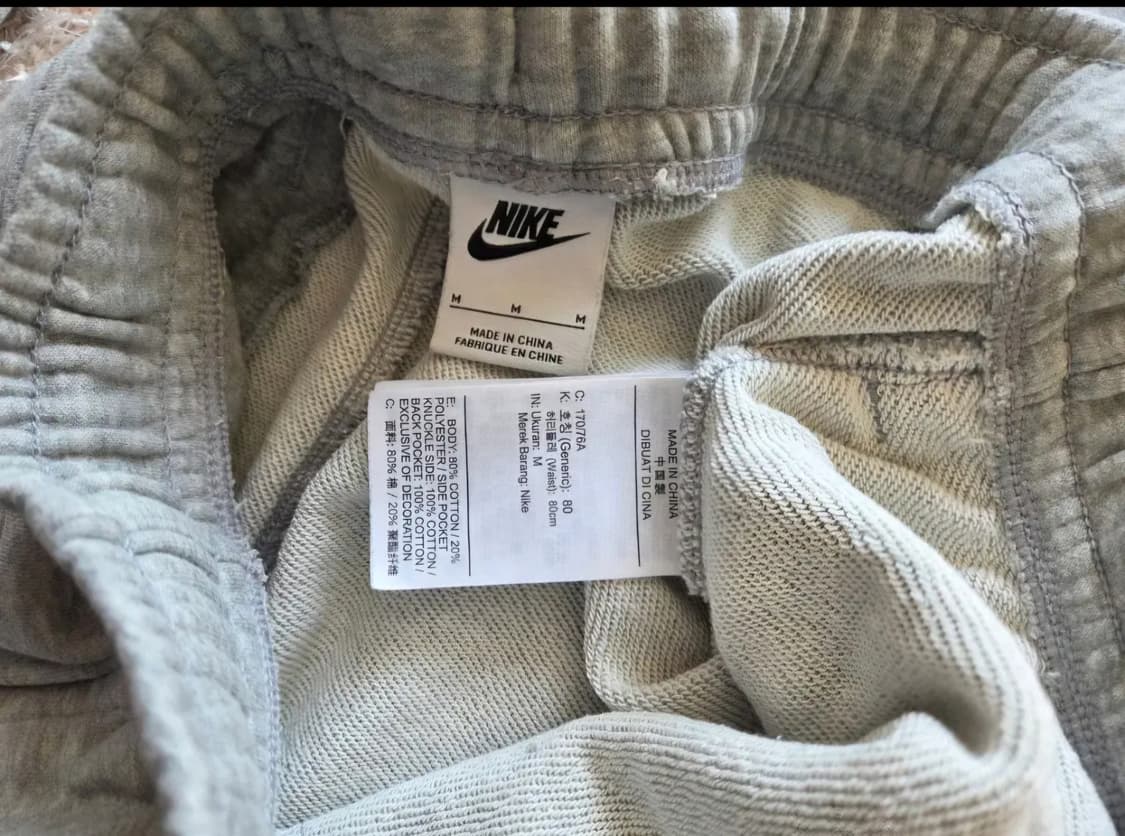 NIKE
M
M
M
MADE IN CHINA
FABRIQUE EN CHINE
MADE IN CHINA
中国製
DIBUAT DI CINA
C: 170/76A
K: 호칭 (Generic): 80
허리둘레 (Waist): 80cm
IN: Ukuran: M
Merek Barang: Nike
E: BODY: 80% COTTON / 20%
POLYESTER / SIDE POCKET
KNUCKLE SIDE: 100% COTTON /
BACK POCKET: 100% COTTON /
EXCLUSIVE OF DECORATION
C: 面料: 80% 棉 / 20% 聚酯纤维